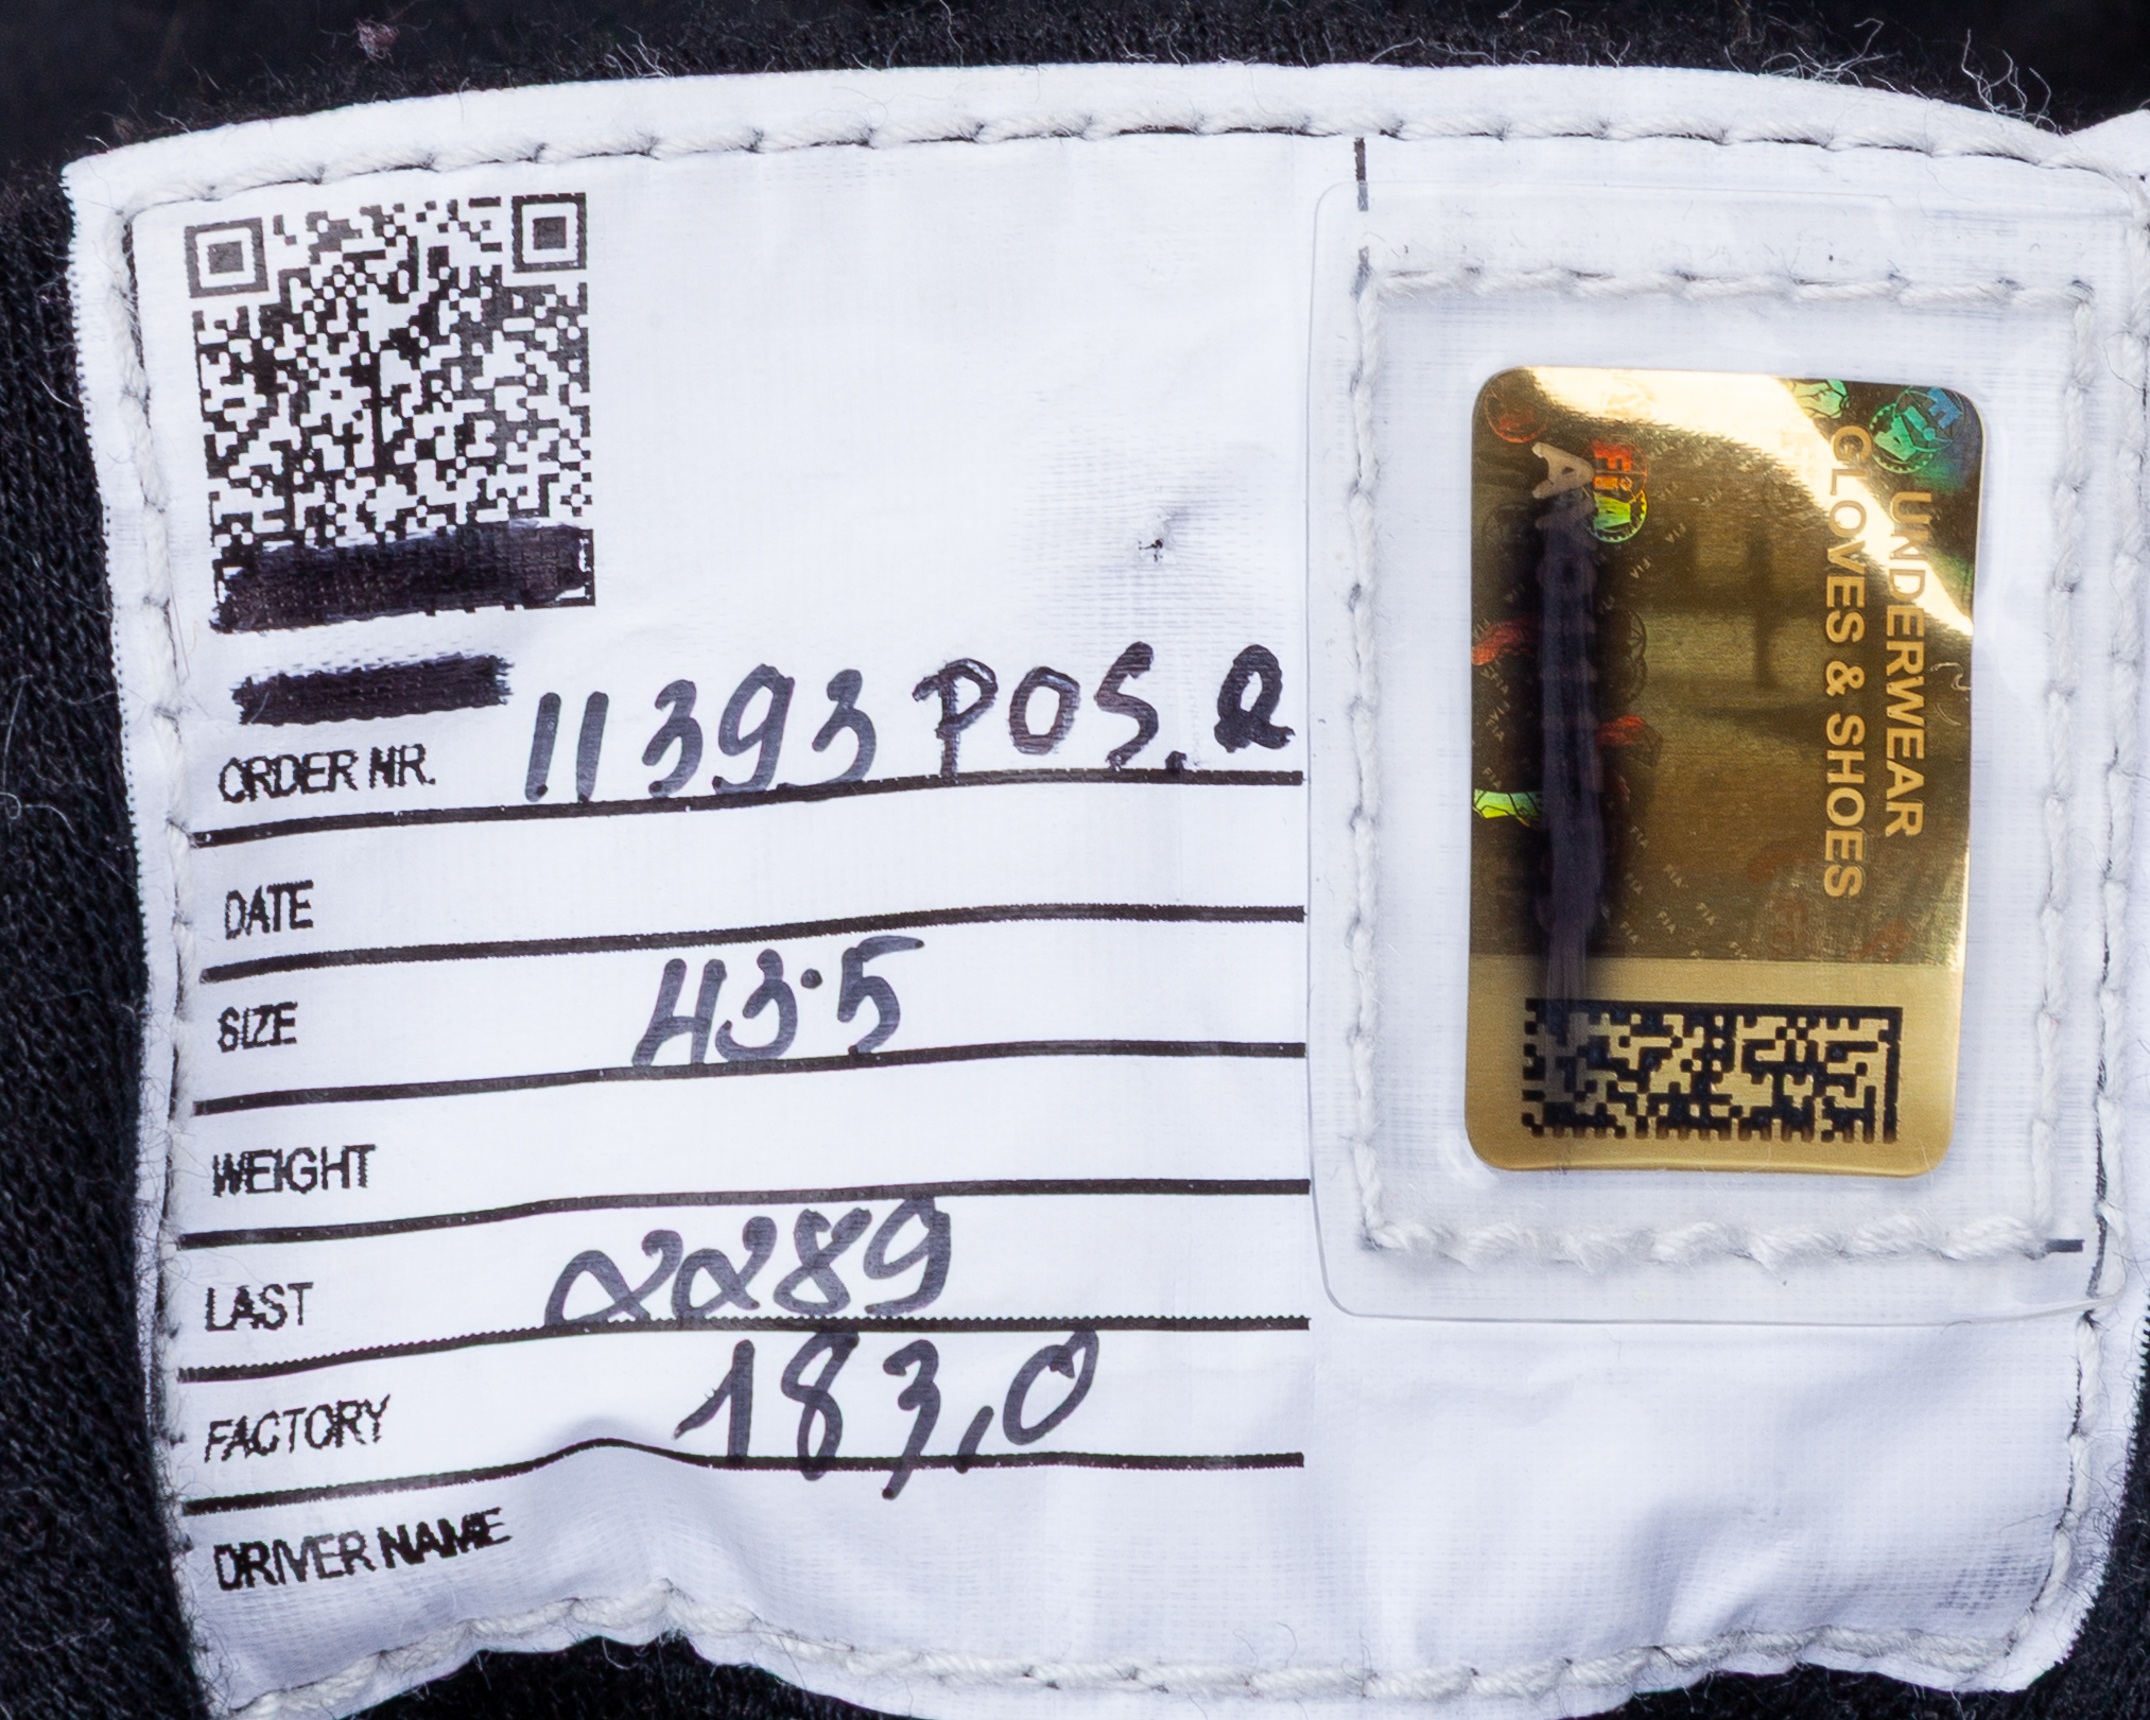 ORDER NR. 11393 POS. 2
DATE
SIZE 43.5
WEIGHT
LAST 2289
FACTORY 183,0
DRIVER NAME
UNDERWEAR
GLOVES & SHOES
A
FIA